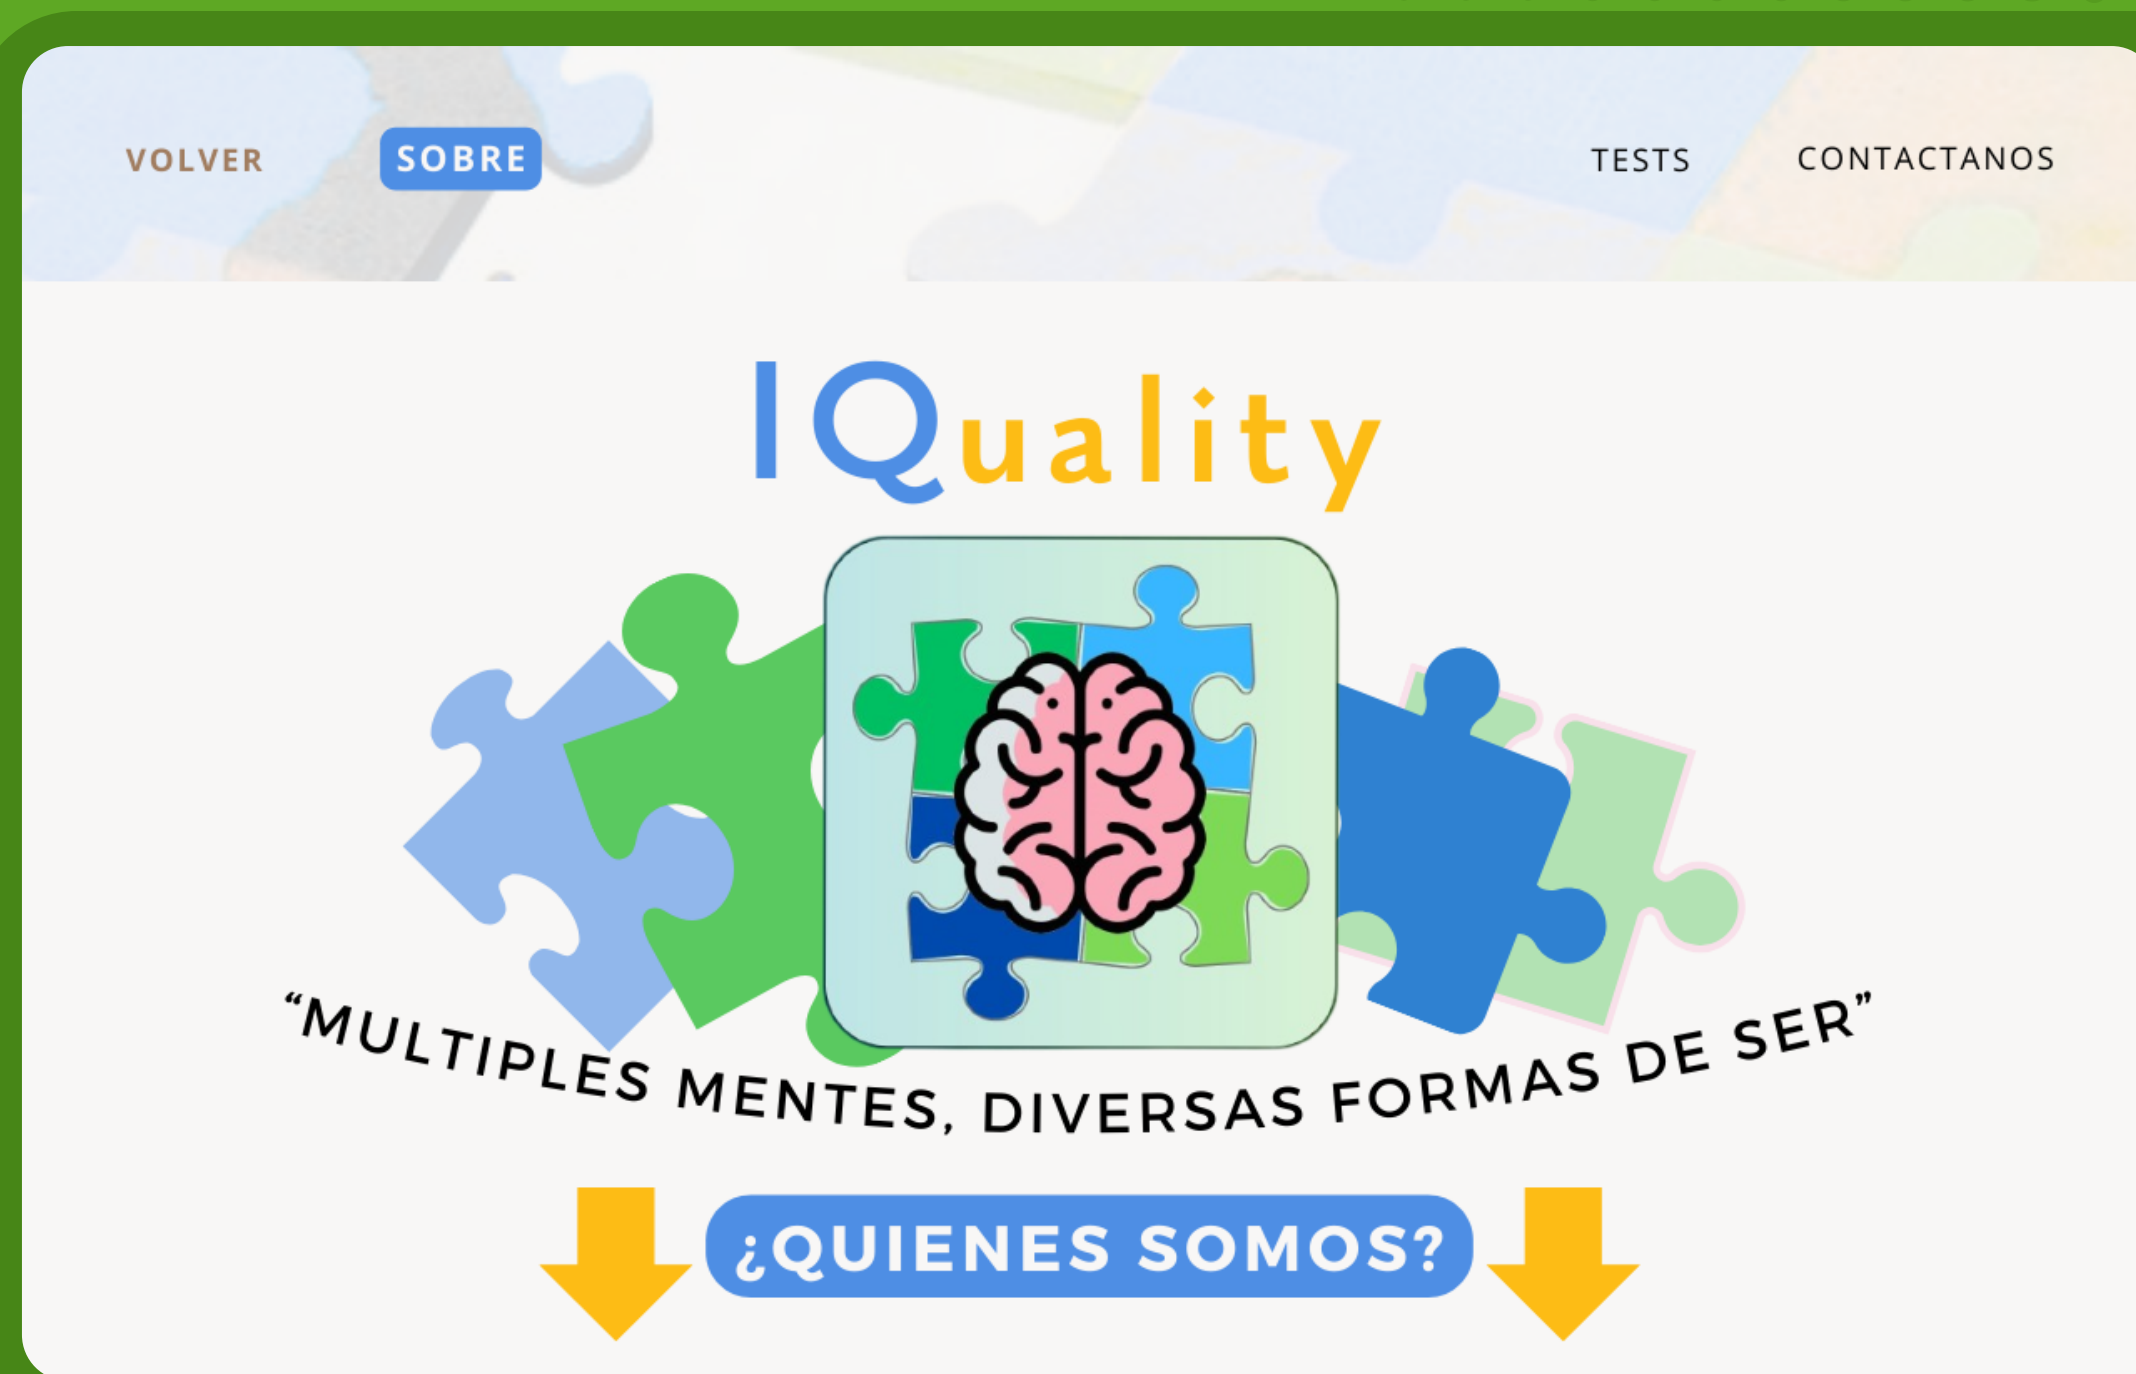 VOLVER
SOBRE
TESTS
CONTACTANOS
IQuality
“MULTIPLES MENTES, DIVERSAS FORMAS DE SER”
¿QUIENES SOMOS?